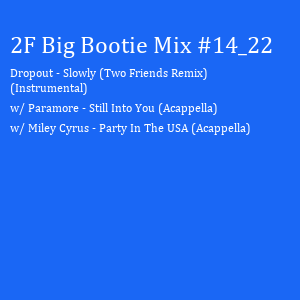 2F Big Bootie Mix #14_22
Dropout - Slowly (Two Friends Remix)
(Instrumental)
w/ Paramore - Still Into You (Acappella)
w/ Miley Cyrus - Party In The USA (Acappella)